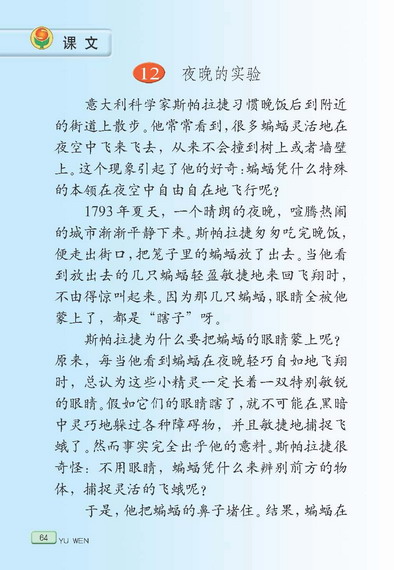 课文
12 夜晚的实验
意大利科学家斯帕拉捷习惯晚饭后到附近
的街道上散步。他常常看到，很多蝙蝠灵活地在
夜空中飞来飞去，从来不会撞到树上或者墙壁
上。这个现象引起了他的好奇：蝙蝠凭什么特殊
的本领在夜空中自由自在地飞行呢？
1793年夏天，一个晴朗的夜晚，喧腾热闹
的城市渐渐平静下来。斯帕拉捷匆匆吃完晚饭，
便走出街口，把笼子里的蝙蝠放了出去。当他看
到放出去的几只蝙蝠轻盈敏捷地来回飞翔时，
不由得惊叫起来。因为那几只蝙蝠，眼睛全被他
蒙上了，都是“瞎子”呀。
斯帕拉捷为什么要把蝙蝠的眼睛蒙上呢？
原来，每当他看到蝙蝠在夜晚轻巧自如地飞翔
时，总认为这些小精灵一定长着一双特别敏锐
的眼睛。假如它们的眼睛瞎了，就不可能在黑暗
中灵巧地躲过各种障碍物，并且敏捷地捕捉飞
蛾了。然而事实完全出乎他的意料。斯帕拉捷很
奇怪：不用眼睛，蝙蝠凭什么来辨别前方的物
体，捕捉灵活的飞蛾呢？
于是，他把蝙蝠的鼻子堵住。结果，蝙蝠在
64 YU WEN